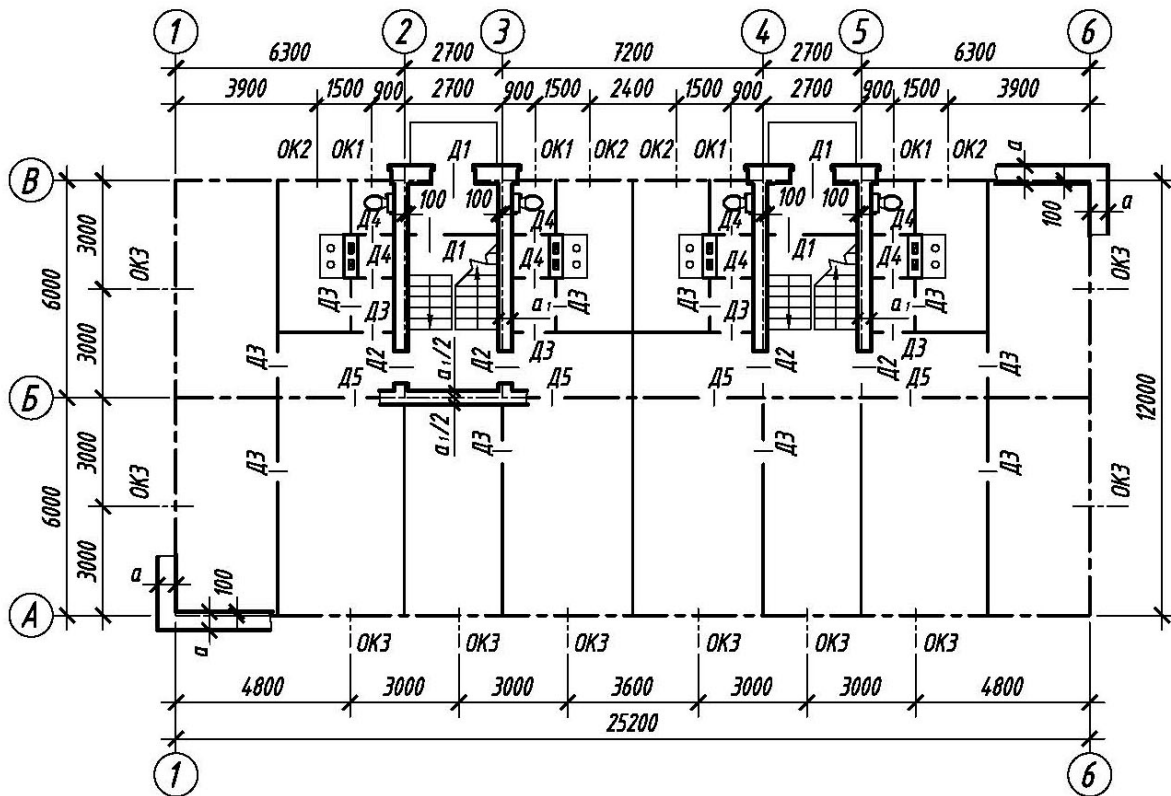 1 2 3 4 5 6
6300 2700 7200 2700 6300
3900 1500 900 2700 900 1500 2400 1500 900 2700 900 1500 3900
ОК2 ОК1 Д1 ОК1 ОК2 ОК2 ОК1 Д1 ОК1 ОК2 а
В
100 100 100 100 100 а
Д4 Д4 Д4 Д4
3000 ОК3 Д4 Д1 Д4 Д4 Д1 Д4 ОК3
6000 Д3 Д3 Д3 Д3 Д3 Д3
а₁ а₁
3000 Д3 Д2 а₁/2 Д2 Д3 Д2 Д2 Д3 Д3
Б
Д5 Д5 Д5 Д5 12000
а₁/2
3000 ОК3 Д3 Д3 Д3 Д3 ОК3
6000
3000 а 100
А
а
ОК3 ОК3 ОК3 ОК3 ОК3 ОК3
4800 3000 3000 3600 3000 3000 4800
25200
1 6